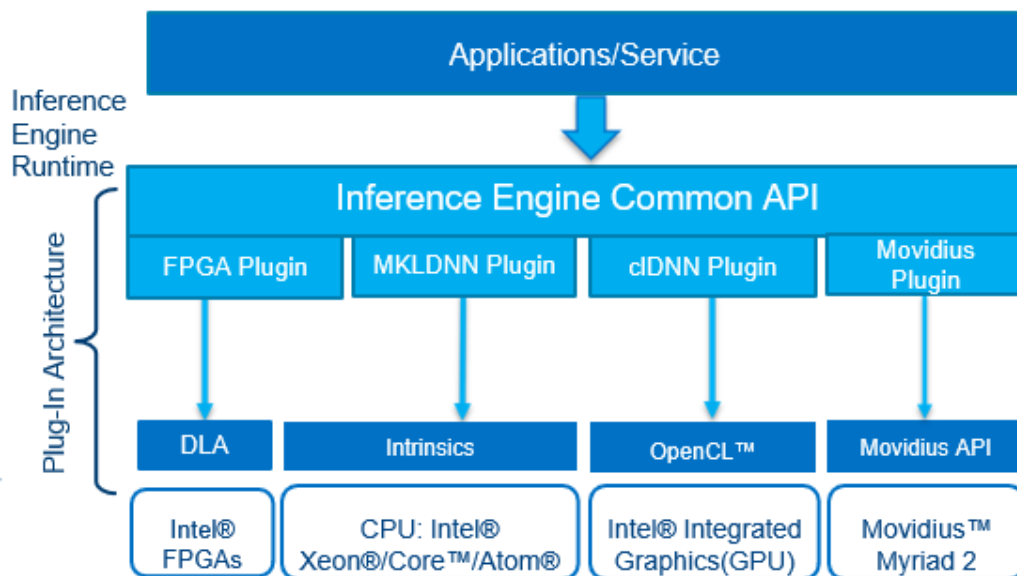 Applications/Service
Inference
Engine
Runtime
Inference Engine Common API
FPGA Plugin
MKLDNN Plugin
clDNN Plugin
Movidius
Plugin
Plug-In Architecture
DLA
Intrinsics
OpenCL™
Movidius API
Intel®
FPGAs
CPU: Intel®
Xeon®/Core™/Atom®
Intel® Integrated
Graphics(GPU)
Movidius™
Myriad 2